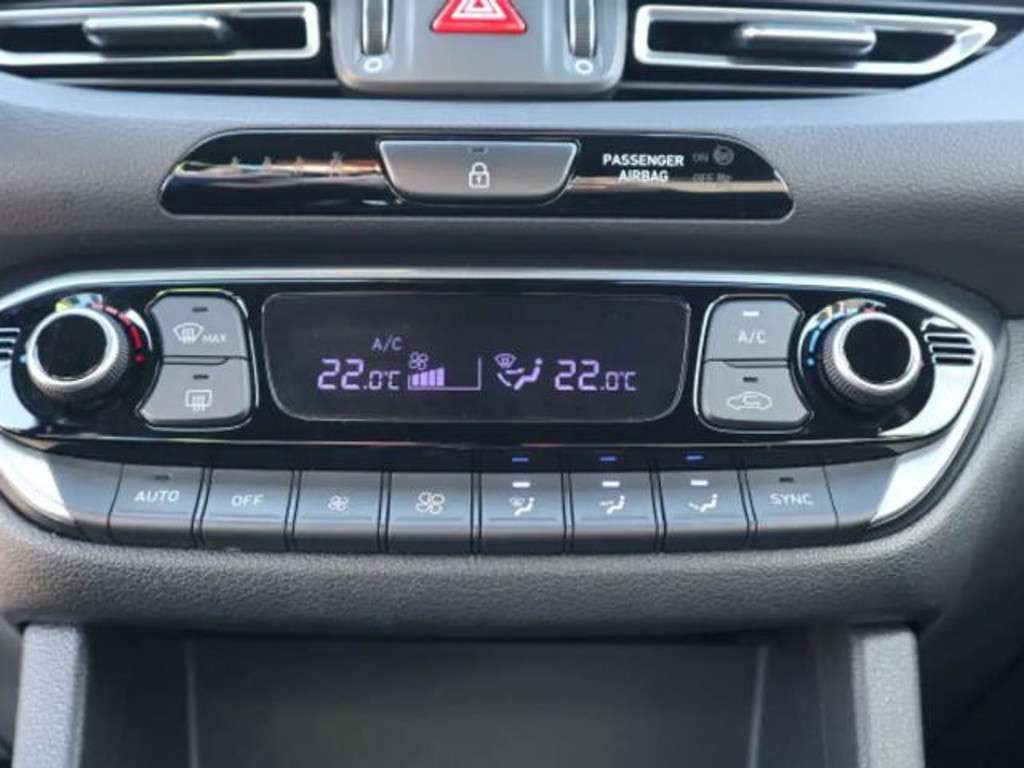 PASSENGER ON
AIRBAG OFF
MAX
A/C
22.0°C 22.0°C
A/C
AUTO OFF SYNC